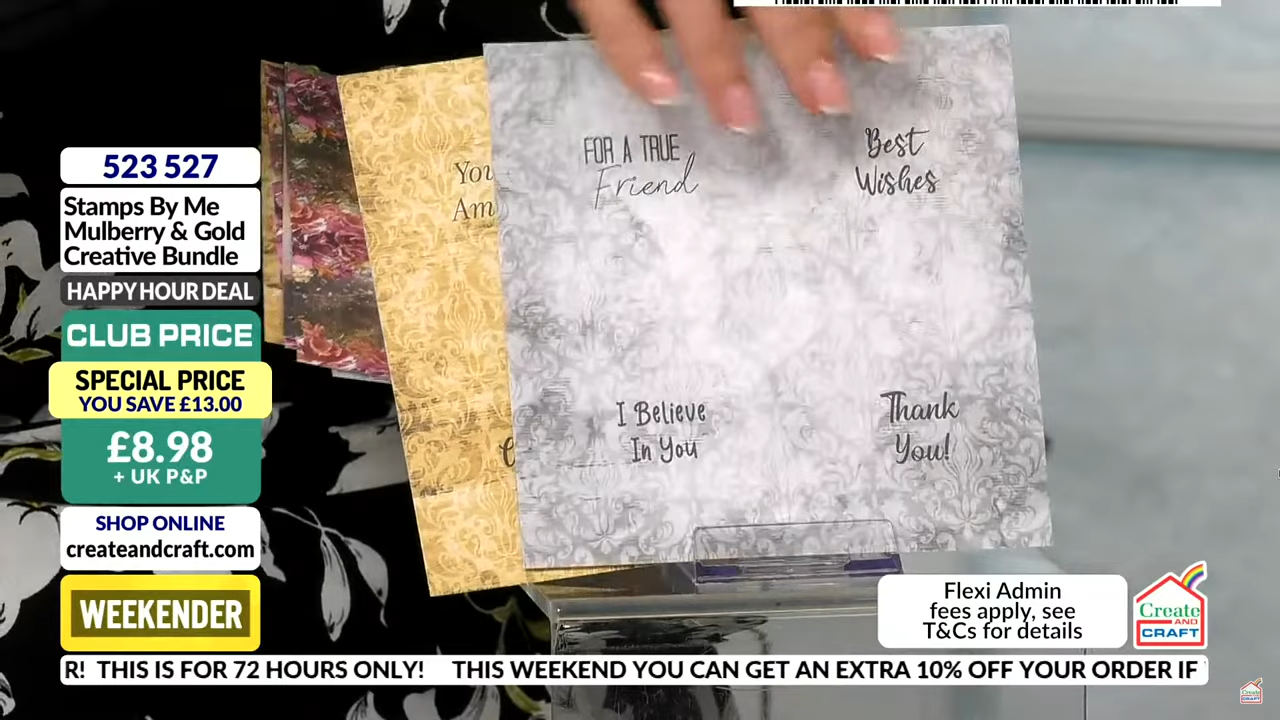 523 527
Stamps By Me
Mulberry & Gold
Creative Bundle
HAPPY HOUR DEAL
CLUB PRICE
SPECIAL PRICE
YOU SAVE £13.00
£8.98
+ UK P&P
SHOP ONLINE
createandcraft.com
WEEKENDER
FOR A TRUE
Friend
Best
Wishes
You
Am
I Believe
In You
Thank
You!
Flexi Admin
fees apply, see
T&Cs for details
Create
AND
CRAFT
R! THIS IS FOR 72 HOURS ONLY! THIS WEEKEND YOU CAN GET AN EXTRA 10% OFF YOUR ORDER IF